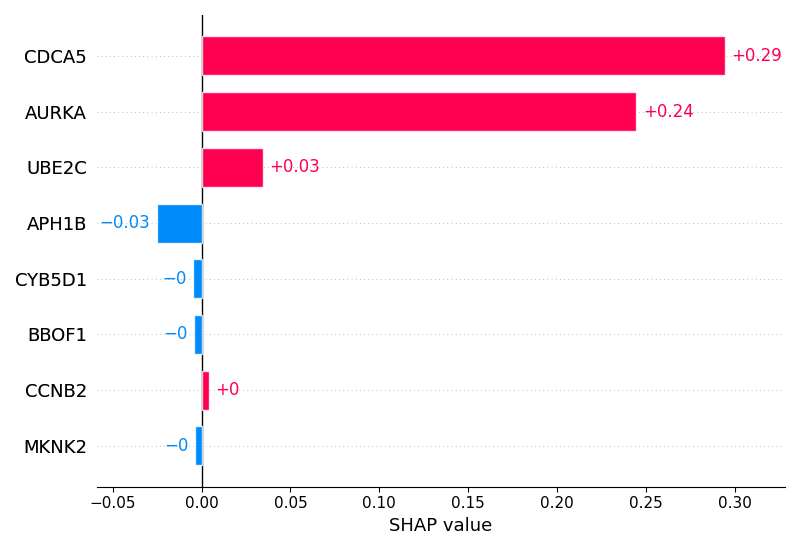 CDCA5 +0.29
AURKA +0.24
UBE2C +0.03
APH1B −0.03
CYB5D1 −0
BBOF1 −0
CCNB2 +0
MKNK2 −0
−0.05 0.00 0.05 0.10 0.15 0.20 0.25 0.30
SHAP value